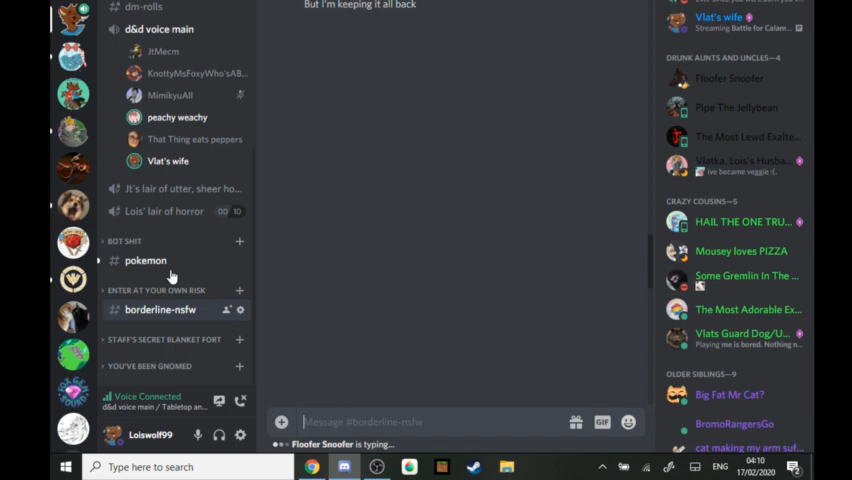 dm-rolls
d&d voice main
JtMecm
KnottyMsFoxyWho'sAB...
MimikyuAll
peachy weachy
That Thing eats peppers
Vlat's wife
Jt's lair of utter, sheer ho...
Lois' lair of horror
00 10
BOT SHIT
pokemon
ENTER AT YOUR OWN RISK
borderline-nsfw
STAFF'S SECRET BLANKET FORT
YOU'VE BEEN GNOMED
Voice Connected
d&d voice main / Tabletop an...
Loiswolf99
But i'm keeping it all back
Message #borderline-nsfw
GIF
Floofer Snoofer is typing...
Vlat's wife
Streaming Battle for Calam...
DRUNK AUNTS AND UNCLES—4
Floofer Snoofer
Pipe The Jellybean
The Most Lewd Exalte...
Vlatka, Lois's Husba...
ive became veggie :(.
CRAZY COUSINS—5
HAIL THE ONE TRU...
Mousey loves PIZZA
Some Gremlin In The ...
The Most Adorable Ex...
Vlats Guard Dog/U...
Playing me is bored. Nothing n...
OLDER SIBLINGS—9
Big Fat Mr Cat?
BromoRangersGo
cat making my arm suf...
Type here to search
ENG
04:10
17/02/2020
2